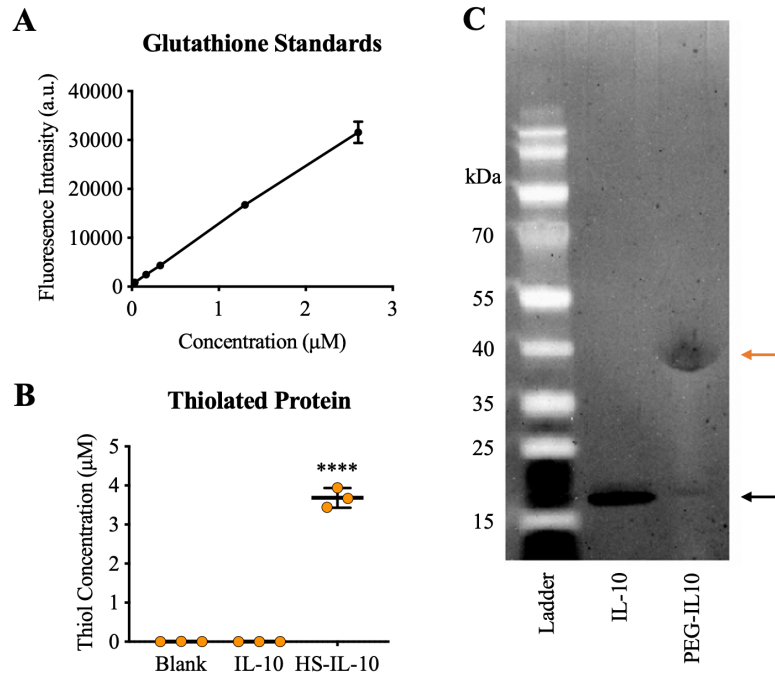 A
Glutathione Standards
Fluoresence Intensity (a.u.)
40000
30000
20000
10000
0
0 1 2 3
Concentration (μM)
B
Thiolated Protein
Thiol Concentration (μM)
5
4
3
2
1
0
****
Blank IL-10 HS-IL-10
C
kDa
70
55
40
35
25
15
Ladder
IL-10
PEG-IL10